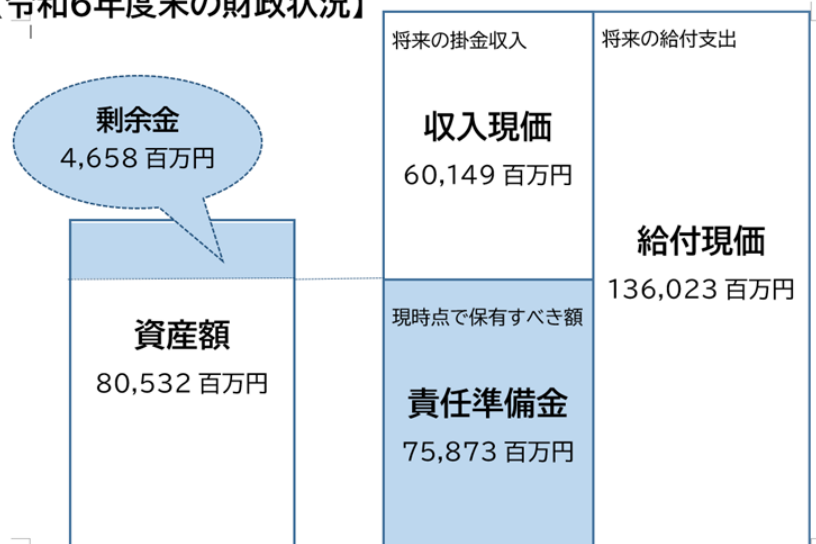 令和6年度末の財政状況】
剰余金
4,658 百万円
資産額
80,532 百万円
将来の掛金収入
収入現価
60,149 百万円
現時点で保有すべき額
責任準備金
75,873 百万円
将来の給付支出
給付現価
136,023 百万円